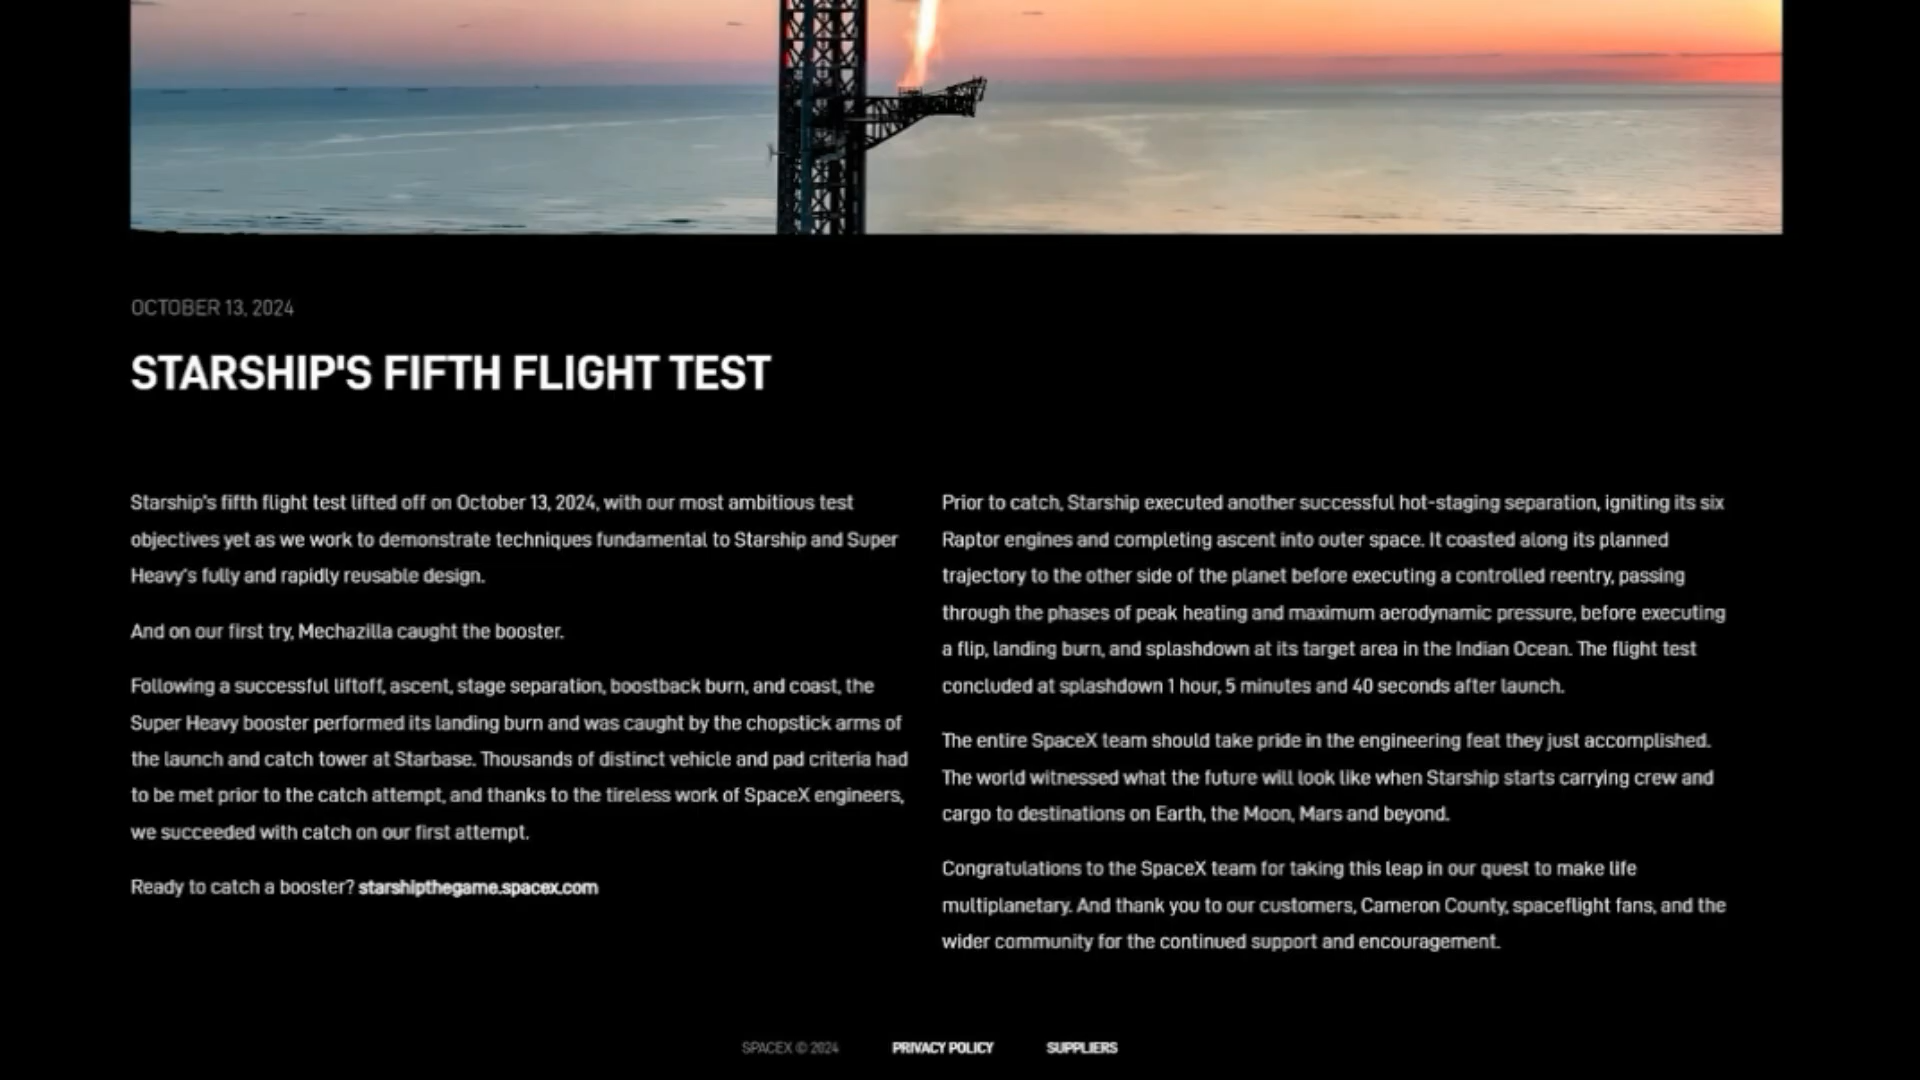 OCTOBER 13, 2024
STARSHIP'S FIFTH FLIGHT TEST
Starship's fifth flight test lifted off on October 13, 2024, with our most ambitious test
objectives yet as we work to demonstrate techniques fundamental to Starship and Super
Heavy's fully and rapidly reusable design.
And on our first try, Mechazilla caught the booster.
Following a successful liftoff, ascent, stage separation, boostback burn, and coast, the
Super Heavy booster performed its landing burn and was caught by the chopstick arms of
the launch and catch tower at Starbase. Thousands of distinct vehicle and pad criteria had
to be met prior to the catch attempt, and thanks to the tireless work of SpaceX engineers,
we succeeded with catch on our first attempt.
Ready to catch a booster? starshipthegame.spacex.com
Prior to catch, Starship executed another successful hot-staging separation, igniting its six
Raptor engines and completing ascent into outer space. It coasted along its planned
trajectory to the other side of the planet before executing a controlled reentry, passing
through the phases of peak heating and maximum aerodynamic pressure, before executing
a flip, landing burn, and splashdown at its target area in the Indian Ocean. The flight test
concluded at splashdown 1 hour, 5 minutes and 40 seconds after launch.
The entire SpaceX team should take pride in the engineering feat they just accomplished.
The world witnessed what the future will look like when Starship starts carrying crew and
cargo to destinations on Earth, the Moon, Mars and beyond.
Congratulations to the SpaceX team for taking this leap in our quest to make life
multiplanetary. And thank you to our customers, Cameron County, spaceflight fans, and the
wider community for the continued support and encouragement.
SPACEX © 2024 PRIVACY POLICY SUPPLIERS